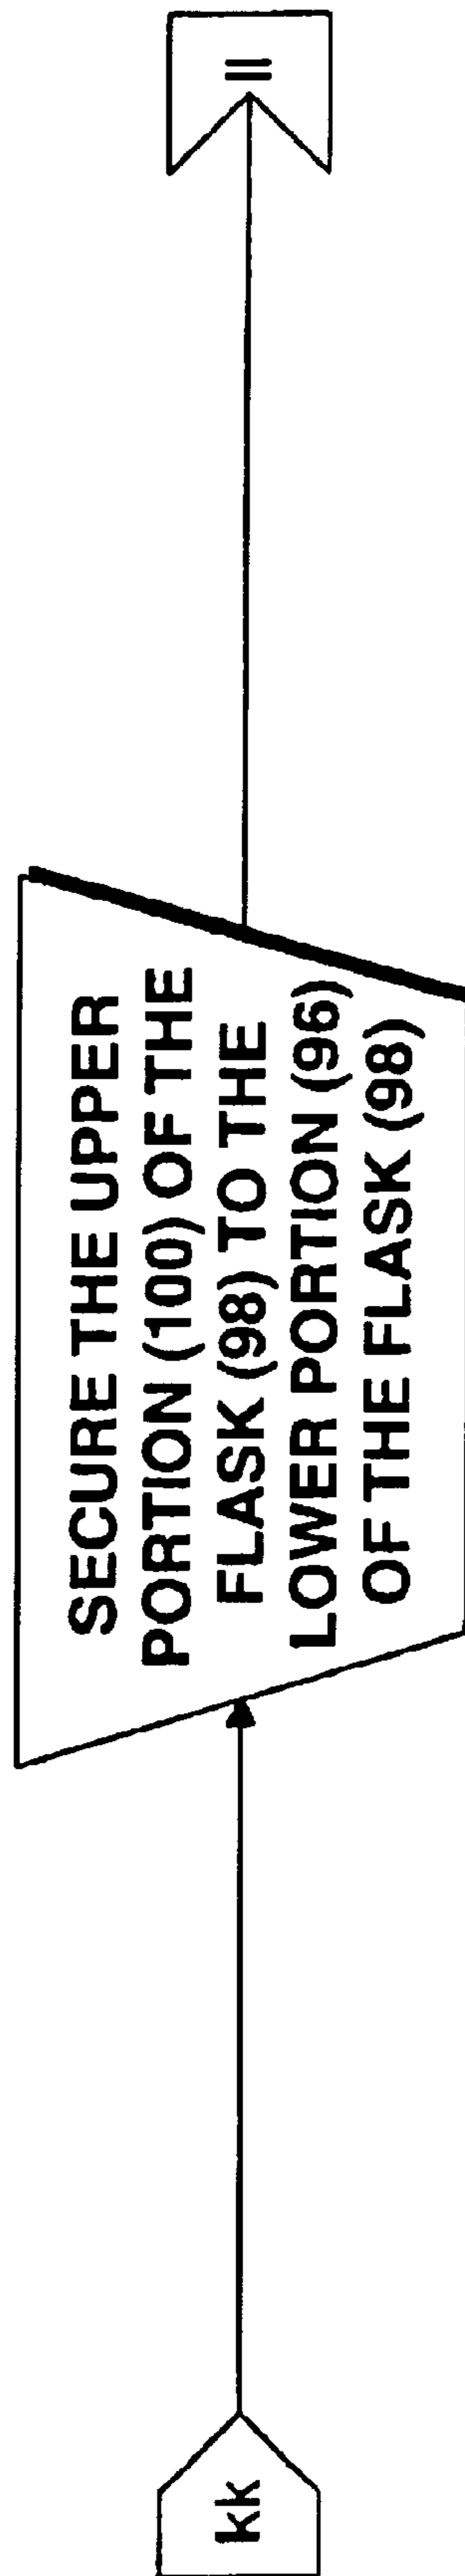 kk
SECURE THE UPPER
PORTION (100) OF THE
FLASK (98) TO THE
LOWER PORTION (96)
OF THE FLASK (98)
ll